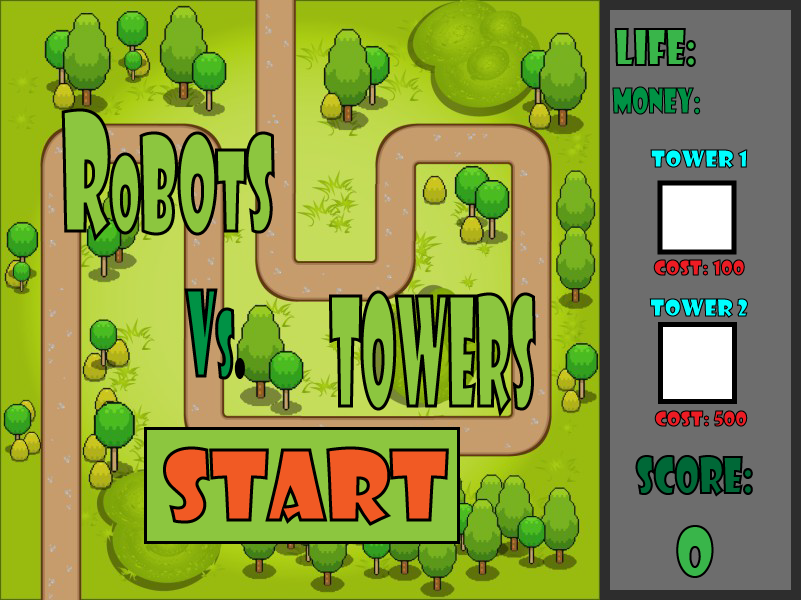 ROBOTS
Vs.
TOWERS
START
LIFE:
MONEY:
TOWER 1
COST: 100
TOWER 2
COST: 500
SCORE:
0